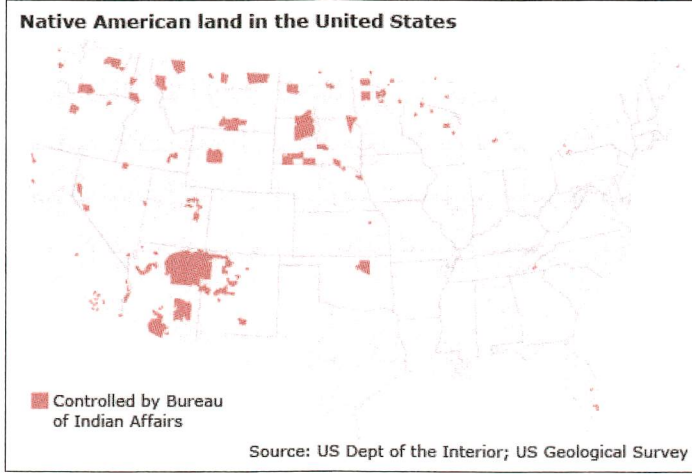 Native American land in the United States
Controlled by Bureau
of Indian Affairs
Source: US Dept of the Interior; US Geological Survey